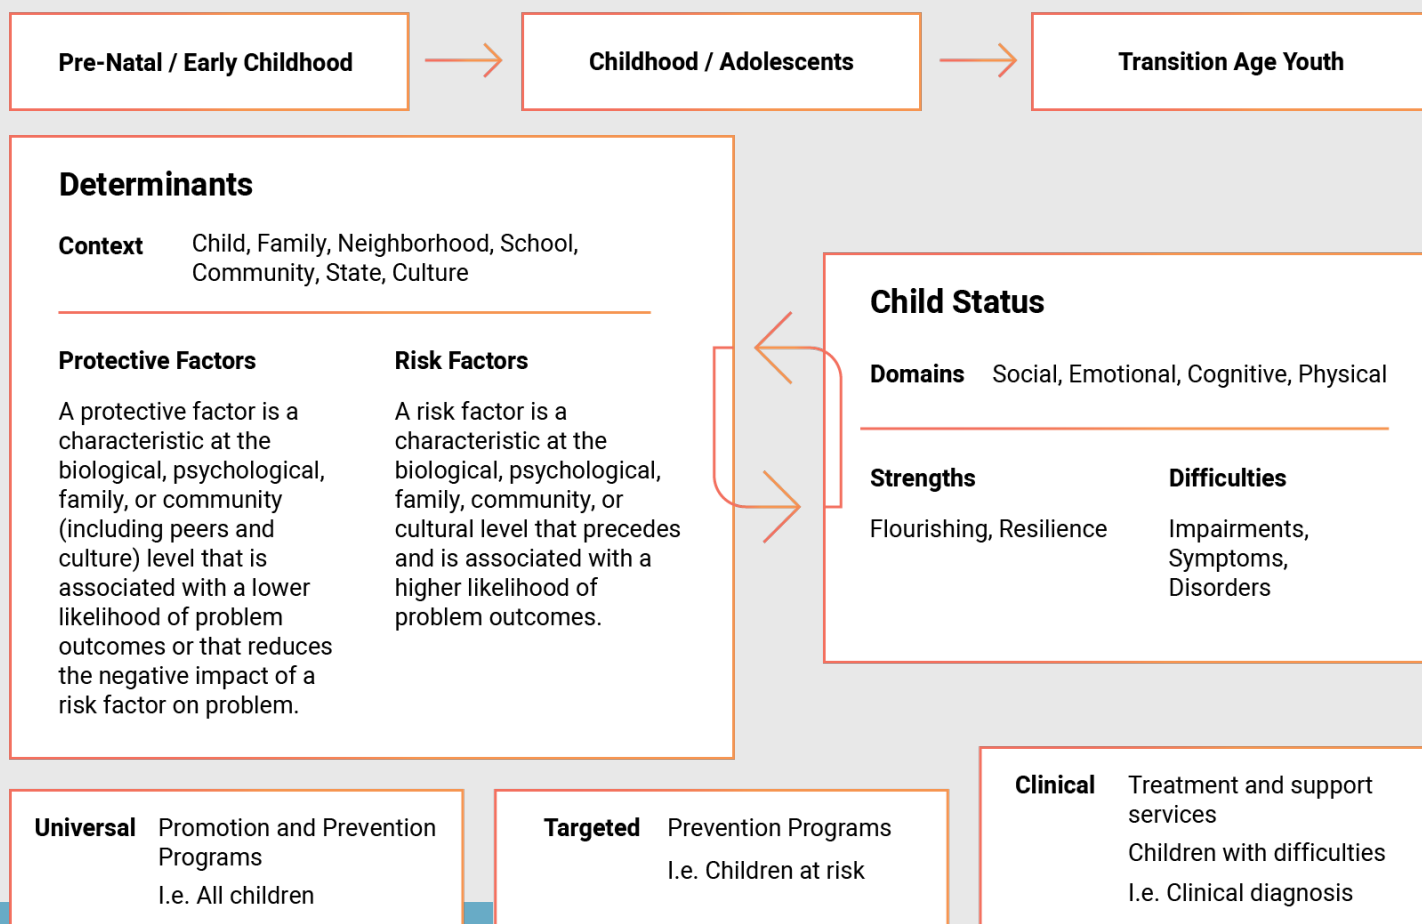 Pre-Natal / Early Childhood
Childhood / Adolescents
Transition Age Youth
Determinants
Context
Child, Family, Neighborhood, School,
Community, State, Culture
Protective Factors
A protective factor is a
characteristic at the
biological, psychological,
family, or community
(including peers and
culture) level that is
associated with a lower
likelihood of problem
outcomes or that reduces
the negative impact of a
risk factor on problem.
Risk Factors
A risk factor is a
characteristic at the
biological, psychological,
family, community, or
cultural level that precedes
and is associated with a
higher likelihood of
problem outcomes.
Child Status
Domains
Social, Emotional, Cognitive, Physical
Strengths
Flourishing, Resilience
Difficulties
Impairments,
Symptoms,
Disorders
Universal
Promotion and Prevention
Programs
I.e. All children
Targeted
Prevention Programs
I.e. Children at risk
Clinical
Treatment and support
services
Children with difficulties
I.e. Clinical diagnosis